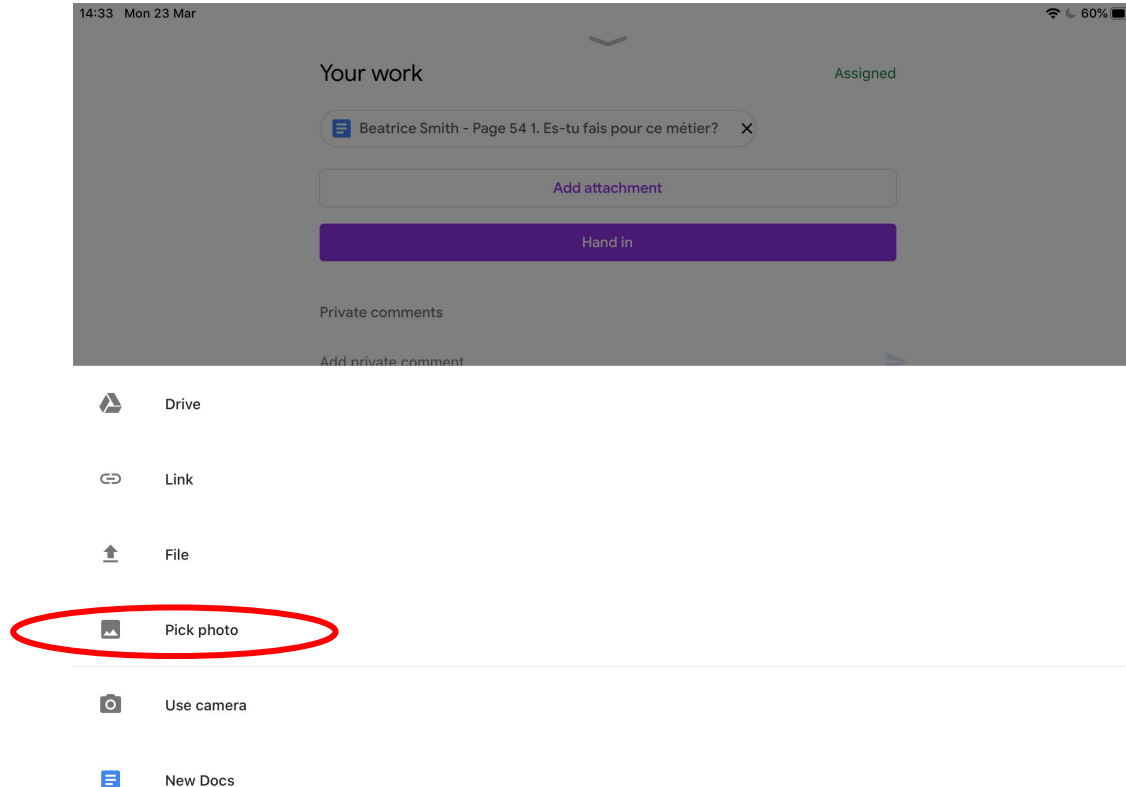 14:33 Mon 23 Mar 60%
Your work Assigned
Beatrice Smith - Page 54 1. Es-tu fais pour ce métier?
Add attachment
Hand in
Private comments
Add private comment
Drive
Link
File
Pick photo
Use camera
New Docs